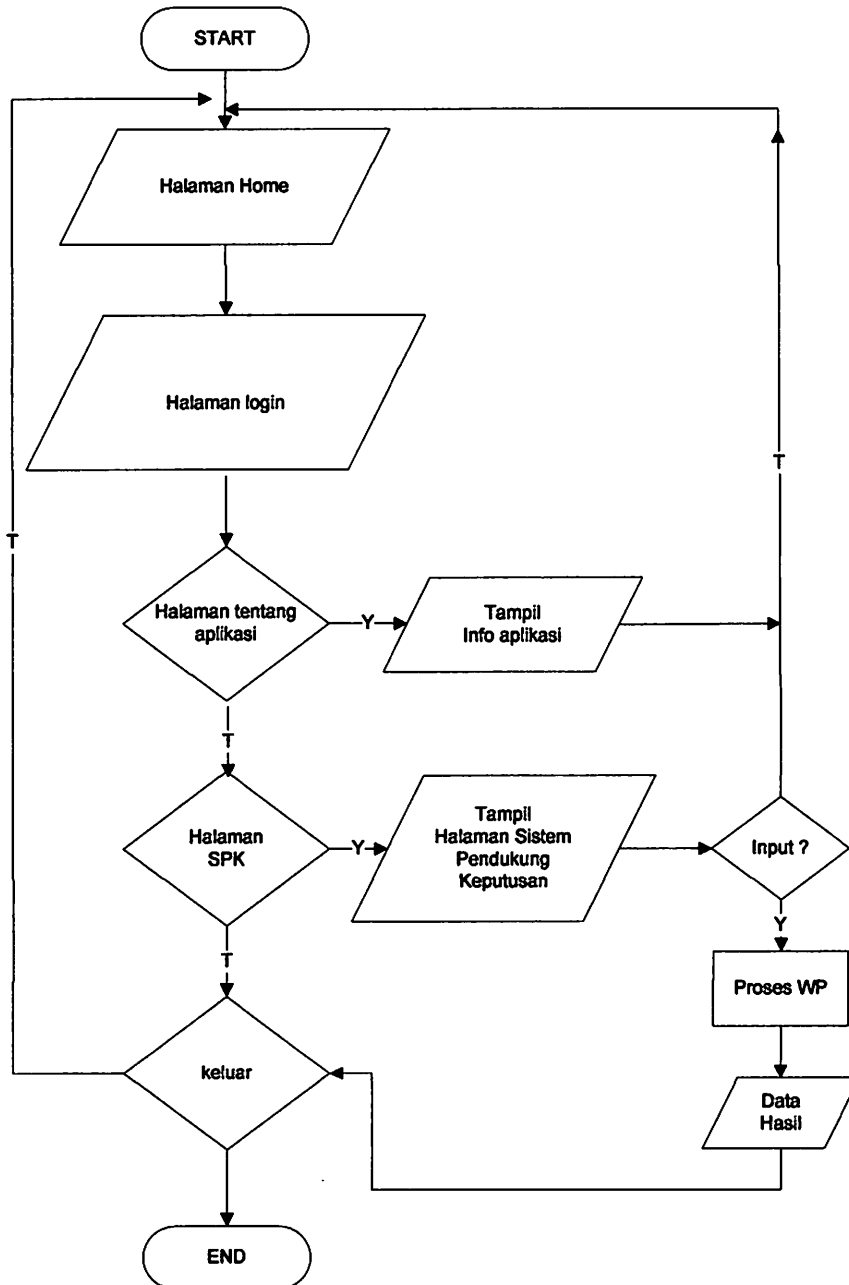 START
Halaman Home
Halaman login
T
T
Halaman tentang
aplikasi
Y
Tampil
Info aplikasi
T
Halaman
SPK
Y
Tampil
Halaman Sistem
Pendukung
Keputusan
Input ?
Y
T
Proses WP
keluar
Data
Hasil
END